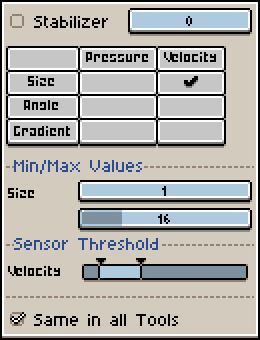 Stabilizer 0
Pressure Velocity
Size
Angle
Gradient
Min/Max Values
Size 1
16
Sensor Threshold
Velocity
Same in all Tools